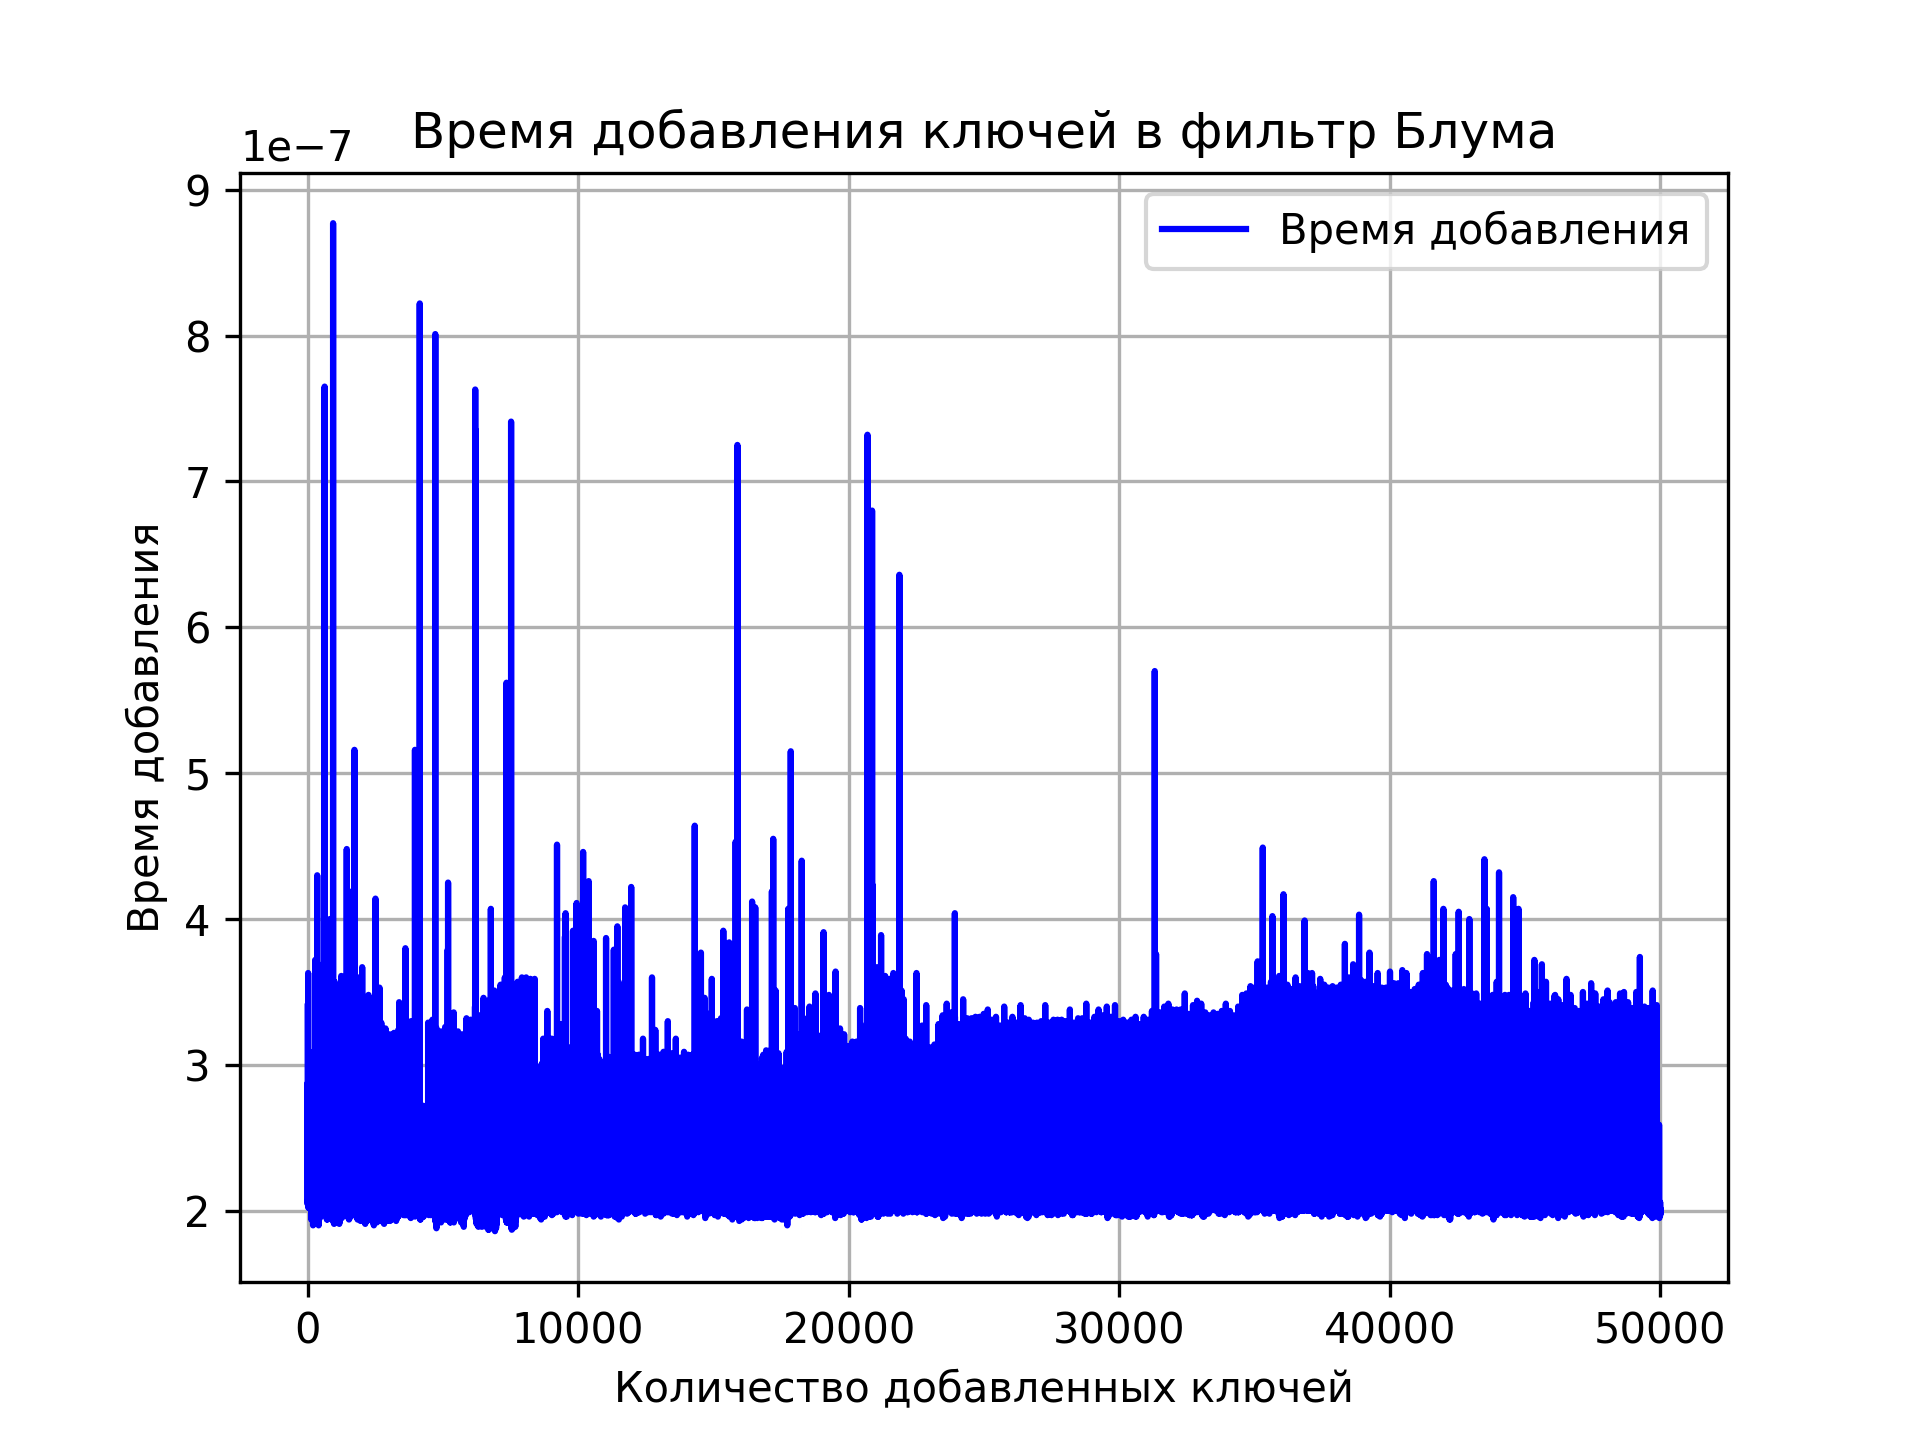 Время добавления ключей в фильтр Блума
1e−7
Время добавления
9
8
7
6
5
4
3
2
Время добавления
0 10000 20000 30000 40000 50000
Количество добавленных ключей